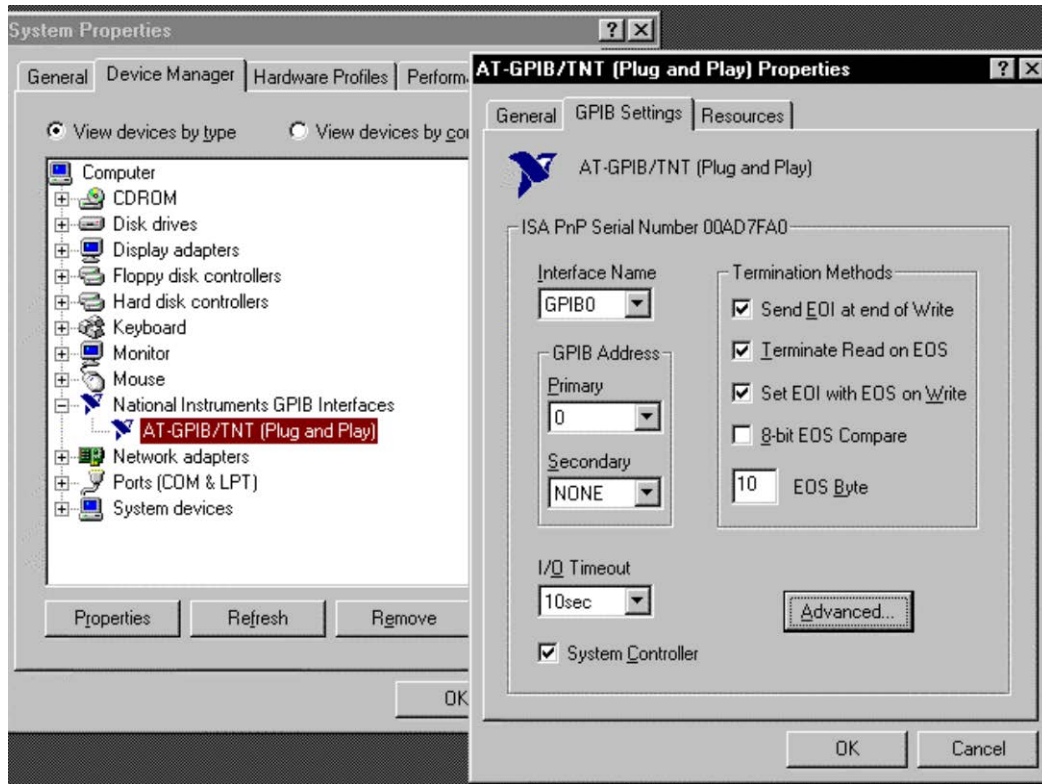 System Properties
General Device Manager Hardware Profiles Perform
View devices by type View devices by co
Computer
CDROM
Disk drives
Display adapters
Floppy disk controllers
Hard disk controllers
Keyboard
Monitor
Mouse
National Instruments GPIB Interfaces
AT-GPIB/TNT (Plug and Play)
Network adapters
Ports (COM & LPT)
System devices
Properties Refresh Remove
OK
AT-GPIB/TNT (Plug and Play) Properties
General GPIB Settings Resources
AT-GPIB/TNT (Plug and Play)
ISA PnP Serial Number 00AD7FA0
Interface Name
GPIB0
GPIB Address
Primary
0
Secondary
NONE
I/O Timeout
10sec
System Controller
Termination Methods
Send EOI at end of Write
Terminate Read on EOS
Set EOI with EOS on Write
8-bit EOS Compare
10 EOS Byte
Advanced...
OK Cancel